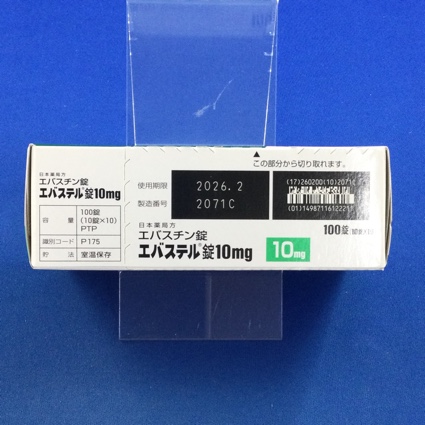 ▲
この部分から切り取れます。
日本薬局方
エバスチン錠
エバステル錠10mg
容量
100錠
(10錠×10)
PTP
識別コード P175
貯法 室温保存
使用期限 2026.2
製造番号 2071C
(17)260200(10)2071C
日本薬局方
エバスチン錠
エバステル®錠10mg
10mg
100錠